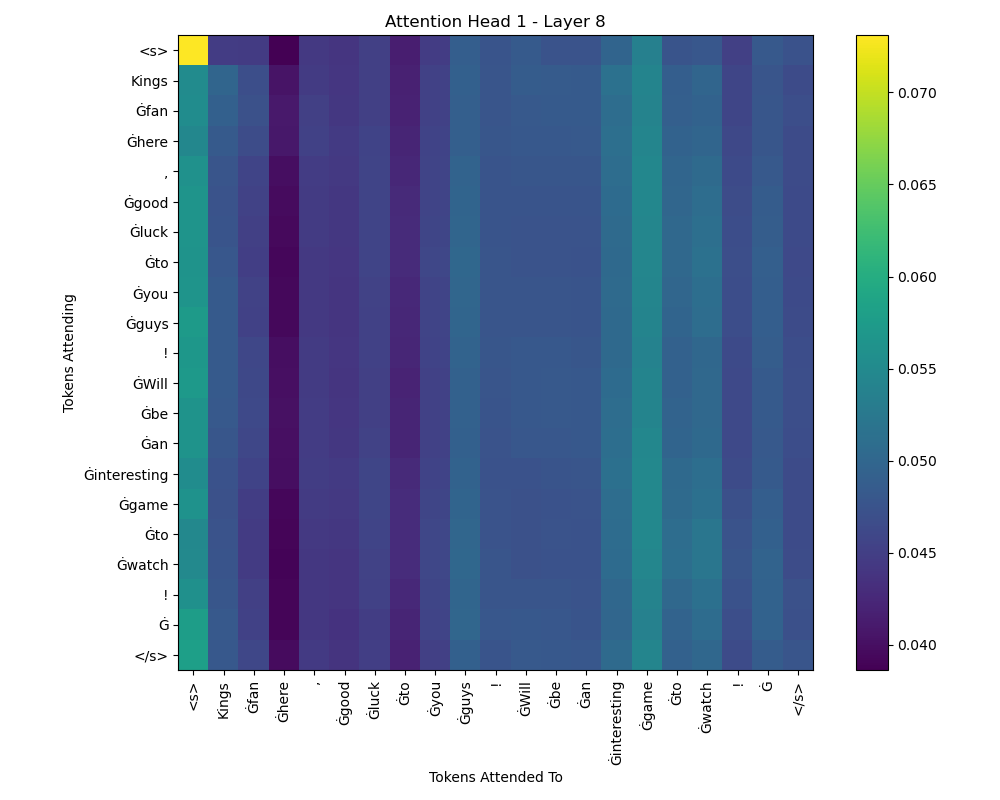 Attention Head 1 - Layer 8
Tokens Attending
<s>
Kings
Ġfan
Ġhere
,
Ġgood
Ġluck
Ġto
Ġyou
Ġguys
!
ĠWill
Ġbe
Ġan
Ġinteresting
Ġgame
Ġto
Ġwatch
!
Ġ
</s>
<s>
Kings
Ġfan
Ġhere
,
Ġgood
Ġluck
Ġto
Ġyou
Ġguys
!
ĠWill
Ġbe
Ġan
Ġinteresting
Ġgame
Ġto
Ġwatch
!
Ġ
</s>
Tokens Attended To
0.070
0.065
0.060
0.055
0.050
0.045
0.040